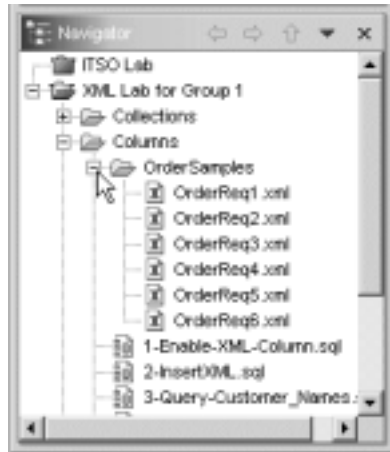 Navigator
ITSO Lab
XML Lab for Group 1
Collections
Columns
OrderSamples
OrderReq1.xml
OrderReq2.xml
OrderReq3.xml
OrderReq4.xml
OrderReq5.xml
OrderReq6.xml
1-Enable-XML-Column.sql
2-InsertXML.sql
3-Query-Customer_Names.